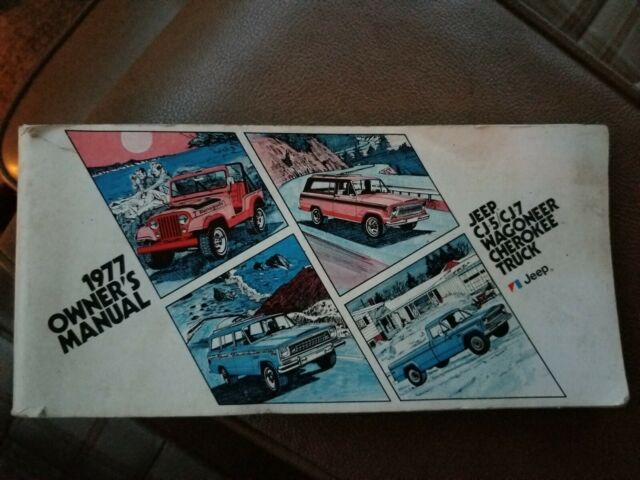 1977
OWNER'S
MANUAL
JEEP
CJ5 CJ7
WAGONEER
CHEROKEE
TRUCK
Jeep